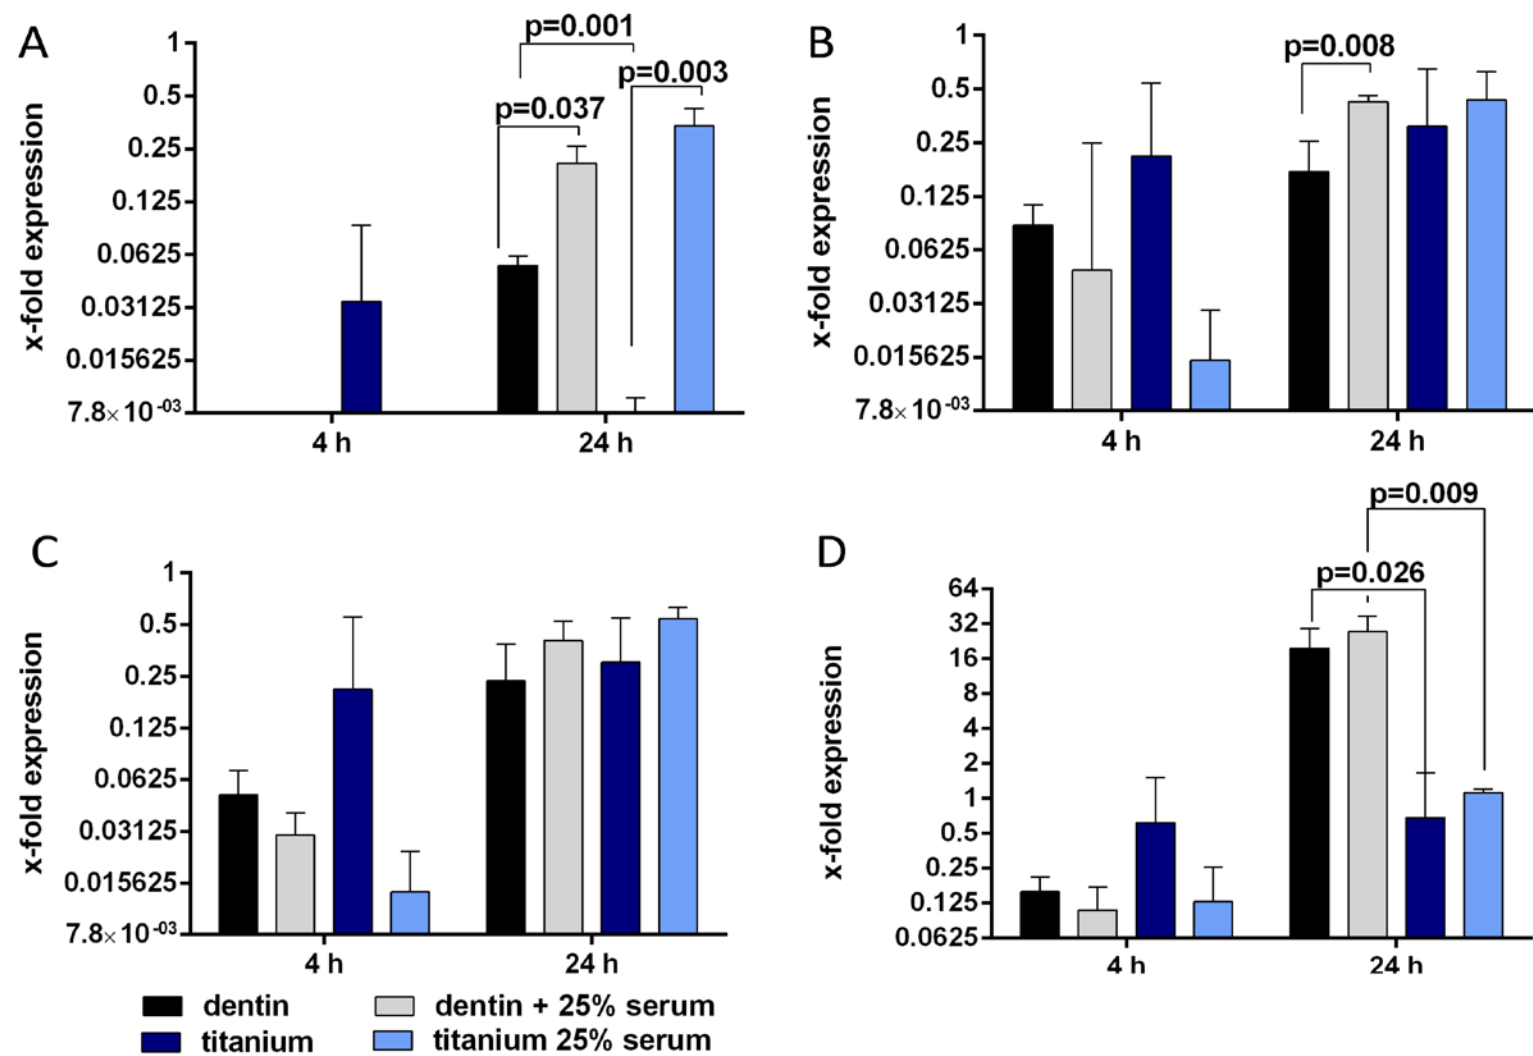 A
x-fold expression
1
0.5
0.25
0.125
0.0625
0.03125
0.015625
7.8× 10 -03
p=0.001
p=0.003
p=0.037
4 h
24 h
B
x-fold expression
1
0.5
0.25
0.125
0.0625
0.03125
0.015625
7.8× 10 -03
p=0.008
4 h
24 h
C
x-fold expression
1
0.5
0.25
0.125
0.0625
0.03125
0.015625
7.8× 10 -03
4 h
24 h
D
x-fold expression
64
32
16
8
4
2
1
0.5
0.25
0.125
0.0625
p=0.009
p=0.026
4 h
24 h
dentin
dentin + 25% serum
titanium
titanium 25% serum